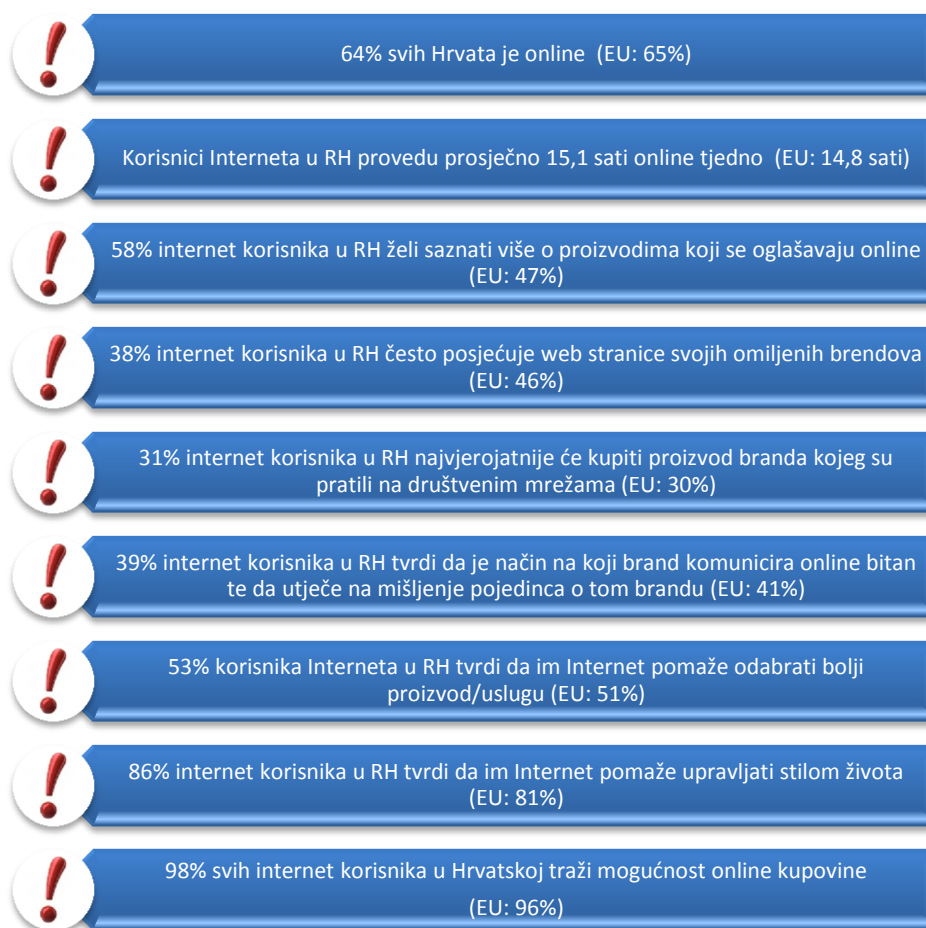 64% svih Hrvata je online (EU: 65%)
Korisnici Interneta u RH provedu prosječno 15,1 sati online tjedno (EU: 14,8 sati)
58% internet korisnika u RH želi saznati više o proizvodima koji se oglašavaju online
(EU: 47%)
38% internet korisnika u RH često posjećuje web stranice svojih omiljenih brendova
(EU: 46%)
31% internet korisnika u RH najvjerojatnije će kupiti proizvod branda kojeg su
pratili na društvenim mrežama (EU: 30%)
39% internet korisnika u RH tvrdi da je način na koji brand komunicira online bitan
te da utječe na mišljenje pojedinca o tom brandu (EU: 41%)
53% korisnika Interneta u RH tvrdi da im Internet pomaže odabrati bolji
proizvod/uslugu (EU: 51%)
86% internet korisnika u RH tvrdi da im Internet pomaže upravljati stilom života
(EU: 81%)
98% svih internet korisnika u Hrvatskoj traži mogućnost online kupovine
(EU: 96%)